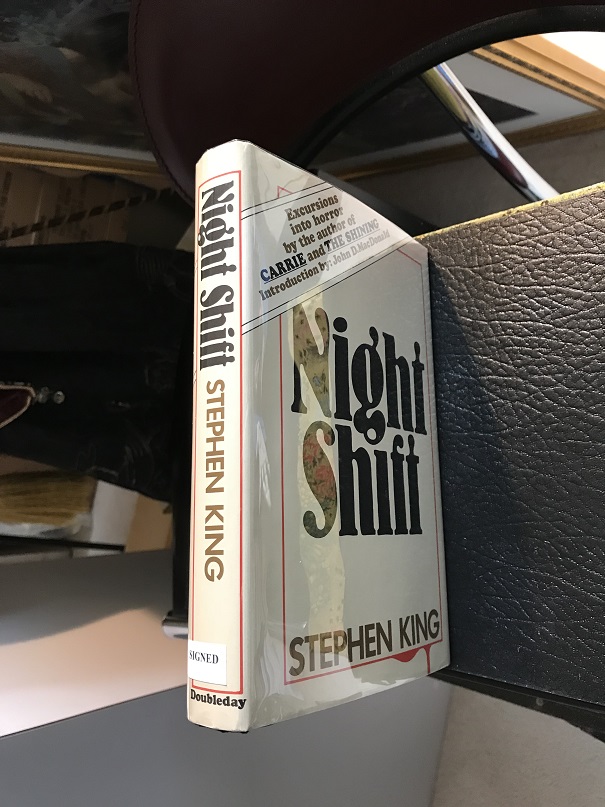 Night Shift STEPHEN KING
SIGNED
Doubleday
Excursions
into horror
by the author of
CARRIE and THE SHINING
Introduction by: John D. MacDonald
Night
Shift
STEPHEN KING